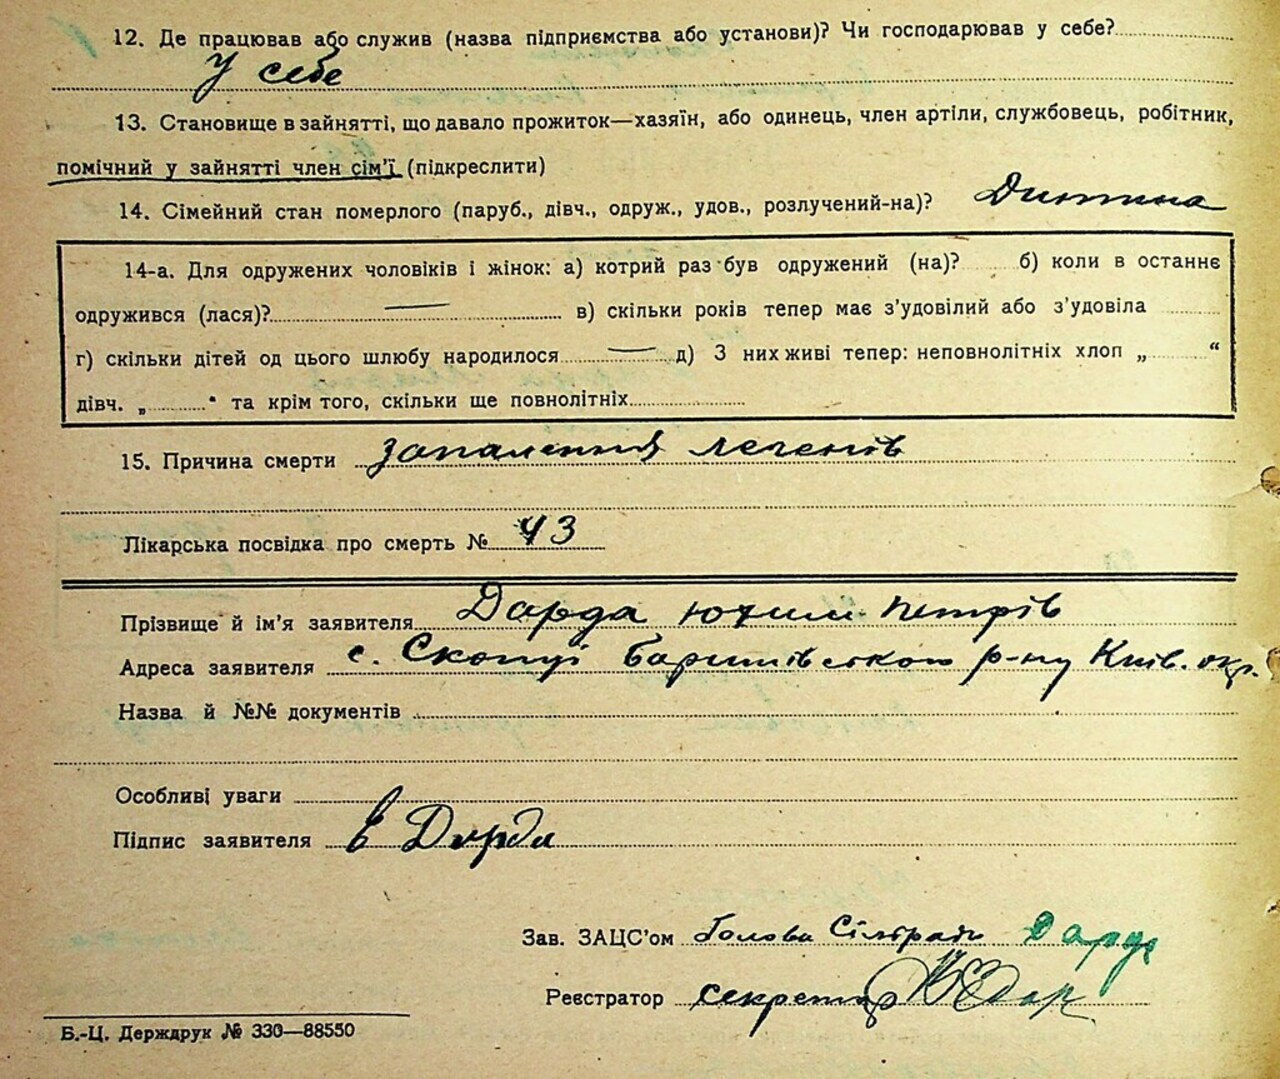 12. Де працював або служив (назва підприємства або установи)? Чи господарював у себе?
У себе
13. Становище в зайнятті, що давало прожиток—хазяїн, або одинець, член артіли, службовець, робітник,
помічний у зайнятті член сім'ї (підкреслити)
14. Сімейний стан померлого (паруб., дівч., одруж., удов., розлучений-на)? Дитина
14-а. Для одружених чоловіків і жінок: а) котрий раз був одружений (на)? б) коли в останнє
одружився (лася)? — в) скільки років тепер має з'удовілий або з'удовіла
г) скільки дітей од цього шлюбу народилося — д) З них живі тепер: неповнолітніх хлоп „ “
дівч. „ “ та крім того, скільки ще повнолітніх
15. Причина смерти запалення легенів
Лікарська посвідка про смерть № 43
Прізвище й ім'я заявителя Дарда Юхим Петрів
Адреса заявителя с. Скопці Баришівського р-ну Київ. окр.
Назва й №№ документів
Особливі уваги
Підпис заявителя Дарда
Зав. ЗАЦС'ом Голова Сільради Дарда
Реєстратор секретар
Б.-Ц. Держдрук № 330—88550